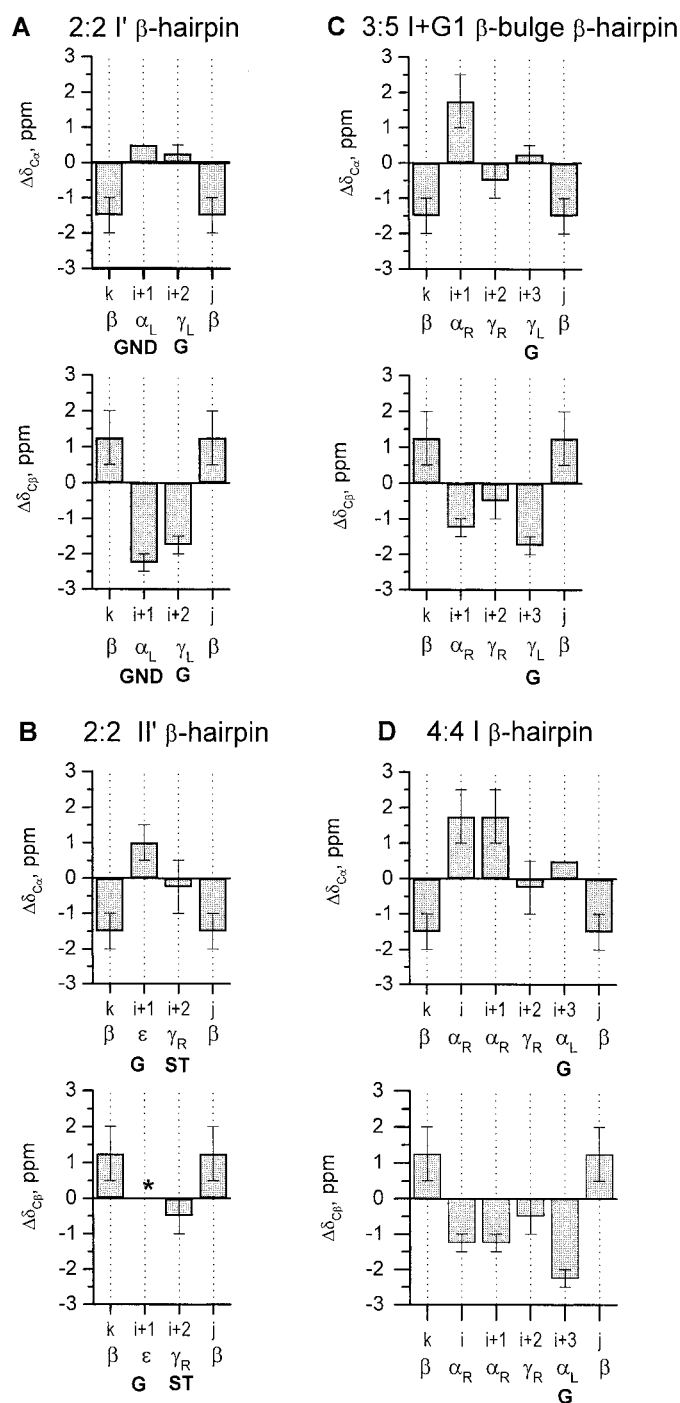 A 2:2 I' β-hairpin
ΔδCα, ppm
3
2
1
0
-1
-2
-3
k i+1 i+2 j
β αL γL β
GND G
ΔδCβ, ppm
3
2
1
0
-1
-2
-3
k i+1 i+2 j
β αL γL β
GND G
C 3:5 I+G1 β-bulge β-hairpin
ΔδCα, ppm
3
2
1
0
-1
-2
-3
k i+1 i+2 i+3 j
β αR γR γL β
G
ΔδCβ, ppm
3
2
1
0
-1
-2
-3
k i+1 i+2 i+3 j
β αR γR γL β
G
B 2:2 II' β-hairpin
ΔδCα, ppm
3
2
1
0
-1
-2
-3
k i+1 i+2 j
β ε γR β
G ST
ΔδCβ, ppm
3
2
1
0
-1
-2
-3
*
k i+1 i+2 j
β ε γR β
G ST
D 4:4 I β-hairpin
ΔδCα, ppm
3
2
1
0
-1
-2
-3
k i i+1 i+2 i+3 j
β αR αR γR αL β
G
ΔδCβ, ppm
3
2
1
0
-1
-2
-3
k i i+1 i+2 i+3 j
β αR αR γR αL β
G